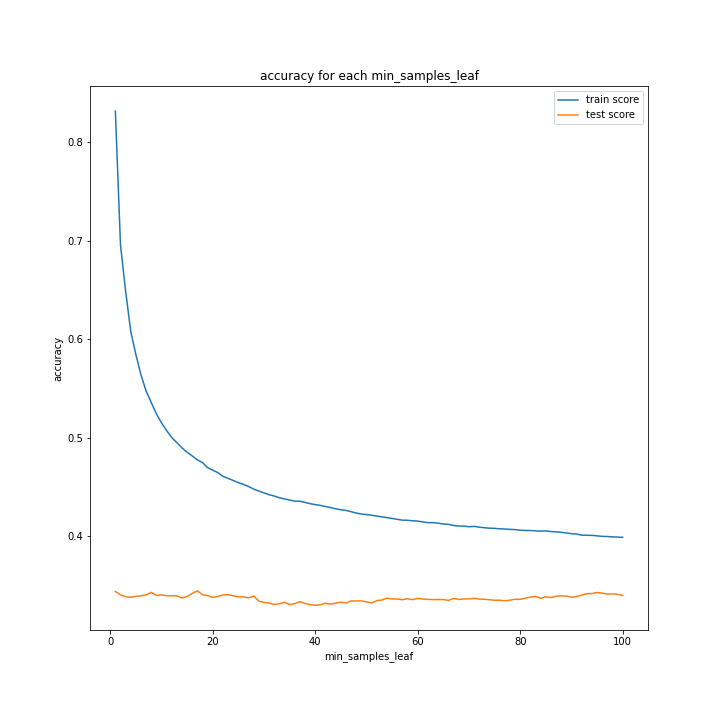 accuracy for each min_samples_leaf
train score
test score
0.8
0.7
0.6
0.5
0.4
accuracy
0 20 40 60 80 100
min_samples_leaf